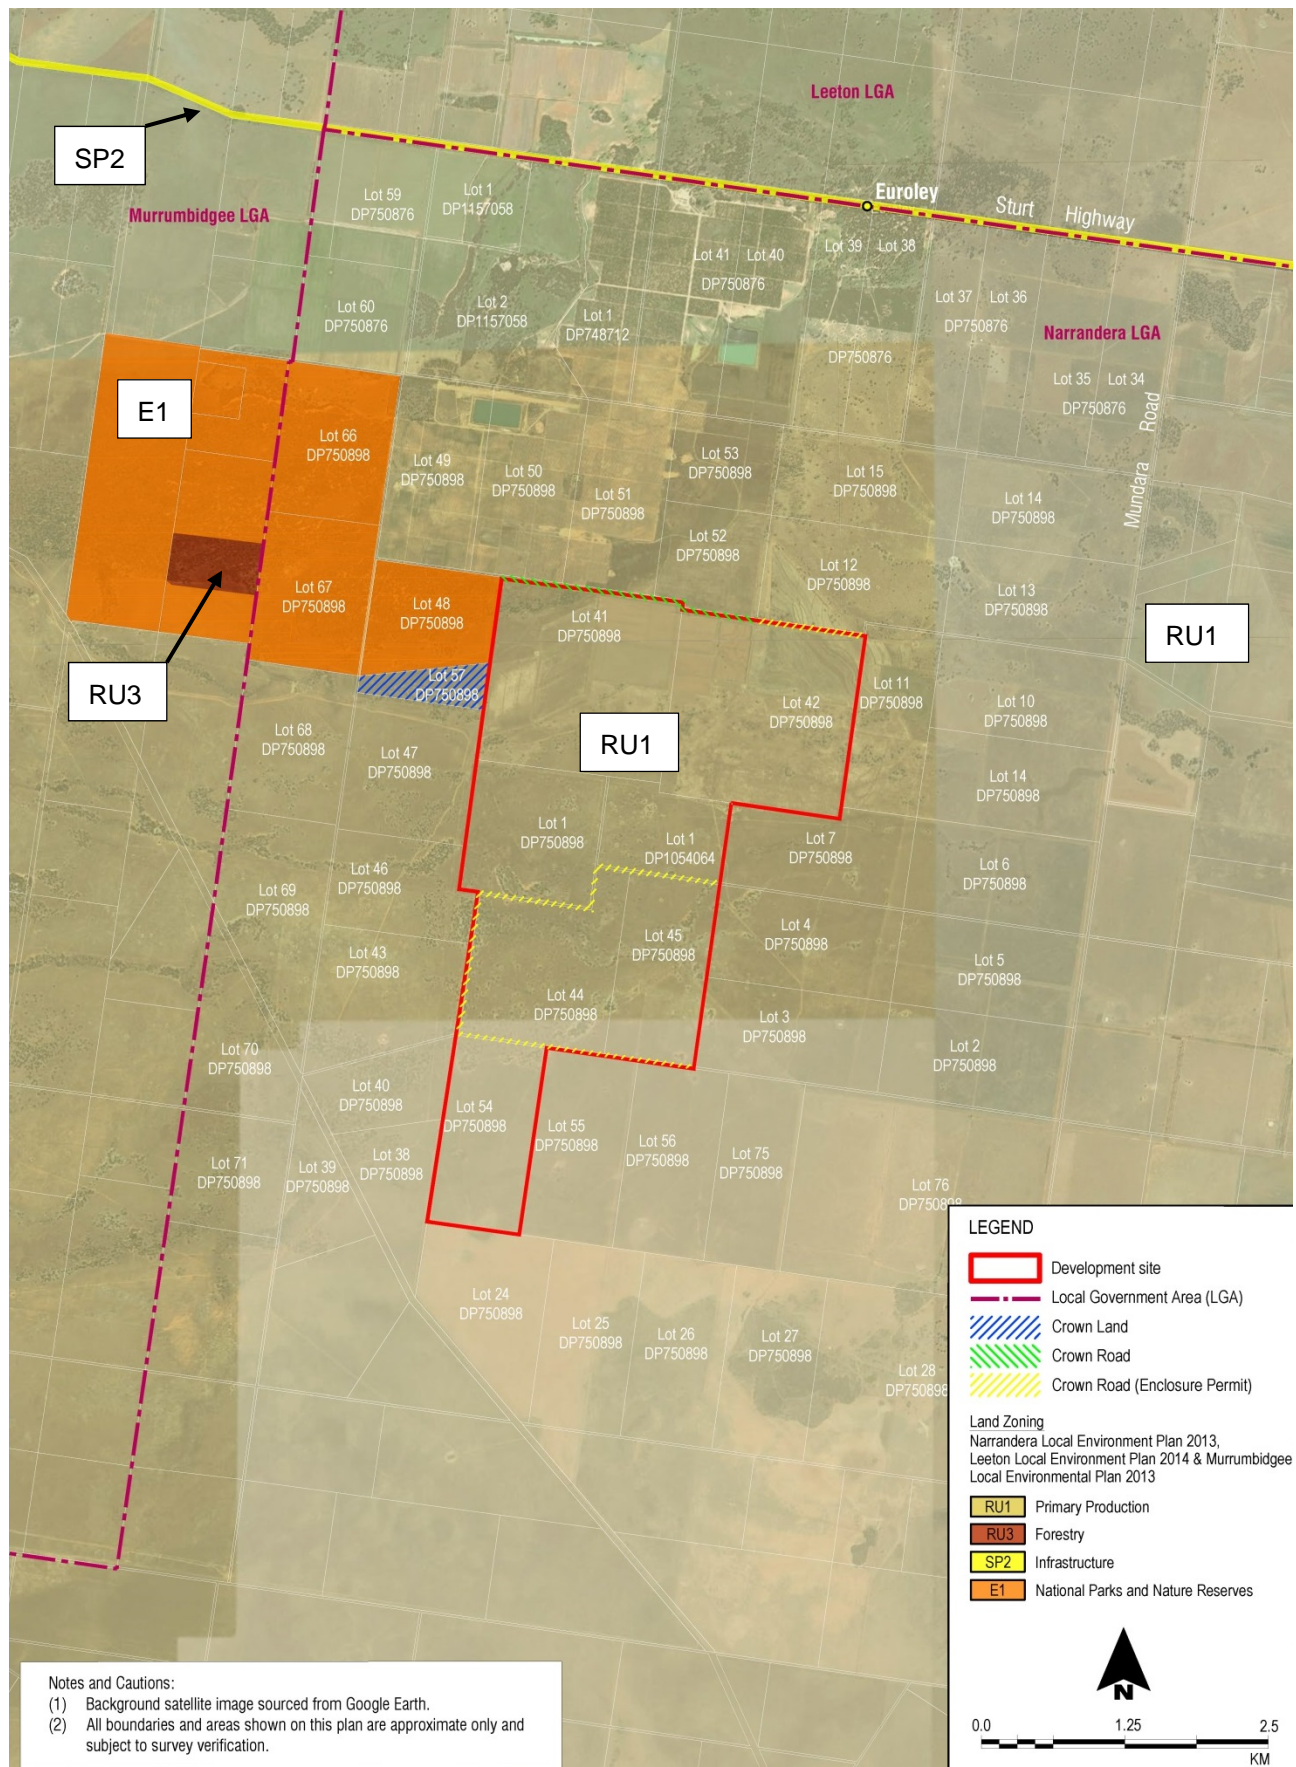 Leeton LGA
SP2
Euroley
Sturt Highway
Murrumbidgee LGA
Lot 59
DP750876
Lot 1
DP1157058
Lot 41 Lot 40
DP750876
Lot 39 Lot 38
Lot 60
DP750876
Lot 2
DP1157058
Lot 1
DP748712
Lot 37 Lot 36
DP750876
Narrandera LGA
DP750876
Lot 35 Lot 34
DP750876
Mundara Road
E1
Lot 66
DP750898
Lot 49
DP750898
Lot 50
DP750898
Lot 51
DP750898
Lot 53
DP750898
Lot 15
DP750898
Lot 14
DP750898
Lot 52
DP750898
Lot 12
DP750898
Lot 67
DP750898
Lot 48
DP750898
Lot 41
DP750898
Lot 13
DP750898
RU1
RU3
Lot 57
DP750898
Lot 11
DP750898
Lot 42
DP750898
Lot 10
DP750898
RU1
Lot 68
DP750898
Lot 47
DP750898
Lot 14
DP750898
Lot 1
DP750898
Lot 1
DP1054064
Lot 7
DP750898
Lot 6
DP750898
Lot 46
DP750898
Lot 69
DP750898
Lot 45
DP750898
Lot 4
DP750898
Lot 43
DP750898
Lot 5
DP750898
Lot 44
DP750898
Lot 3
DP750898
Lot 2
DP750898
Lot 70
DP750898
Lot 40
DP750898
Lot 54
DP750898
Lot 55
DP750898
Lot 56
DP750898
Lot 75
DP750898
Lot 71
DP750898
Lot 39
DP750898
Lot 38
DP750898
Lot 76
DP750898
Lot 24
DP750898
Lot 25
DP750898
Lot 26
DP750898
Lot 27
DP750898
Lot 28
DP750898
LEGEND
Development site
Local Government Area (LGA)
Crown Land
Crown Road
Crown Road (Enclosure Permit)
Land Zoning
Narrandera Local Environment Plan 2013,
Leeton Local Environment Plan 2014 & Murrumbidgee
Local Environmental Plan 2013
RU1 Primary Production
RU3 Forestry
SP2 Infrastructure
E1 National Parks and Nature Reserves
N
0.0 1.25 2.5
KM
Notes and Cautions:
(1) Background satellite image sourced from Google Earth.
(2) All boundaries and areas shown on this plan are approximate only and
subject to survey verification.